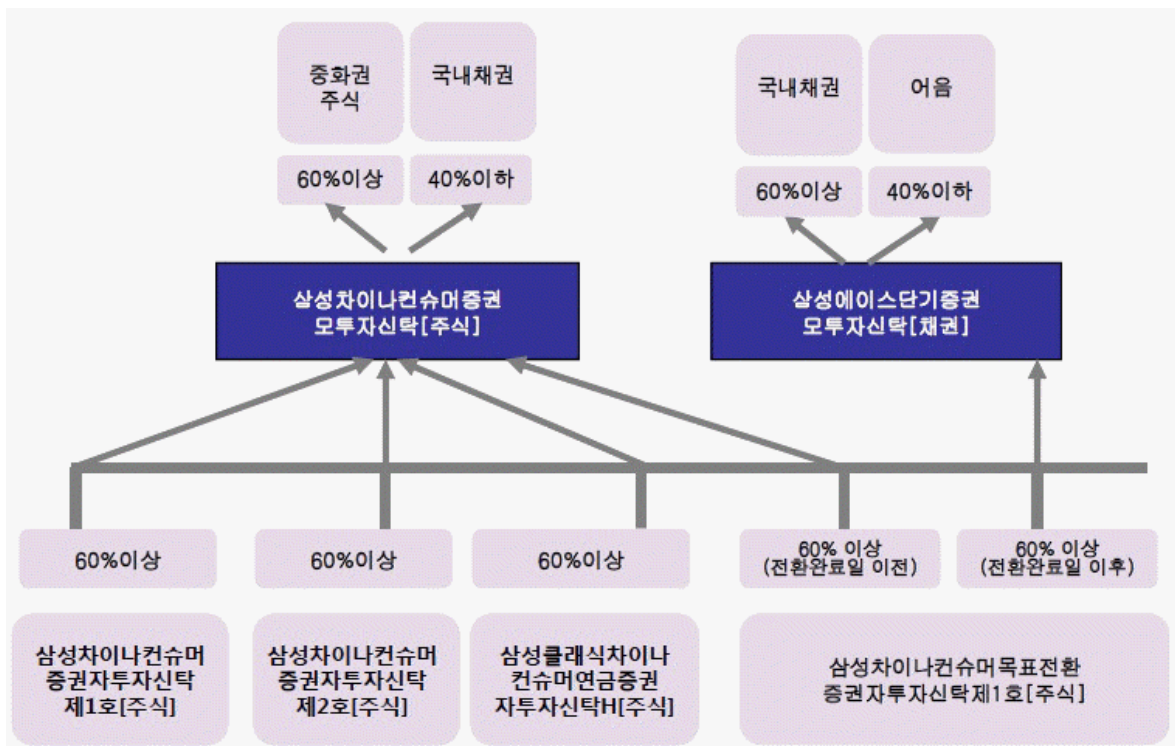 중화권
주식
국내채권
국내채권
어음
60%이상
40%이하
60%이상
40%이하
삼성차이나컨슈머증권
모투자신탁[주식]
삼성에이스단기증권
모투자신탁[채권]
60%이상
60%이상
60%이상
60% 이상
(전환완료일 이전)
60% 이상
(전환완료일 이후)
삼성차이나컨슈머
증권자투자신탁
제1호[주식]
삼성차이나컨슈머
증권자투자신탁
제2호[주식]
삼성클래식차이나
컨슈머연금증권
자투자신탁H[주식]
삼성차이나컨슈머목표전환
증권자투자신탁제1호[주식]